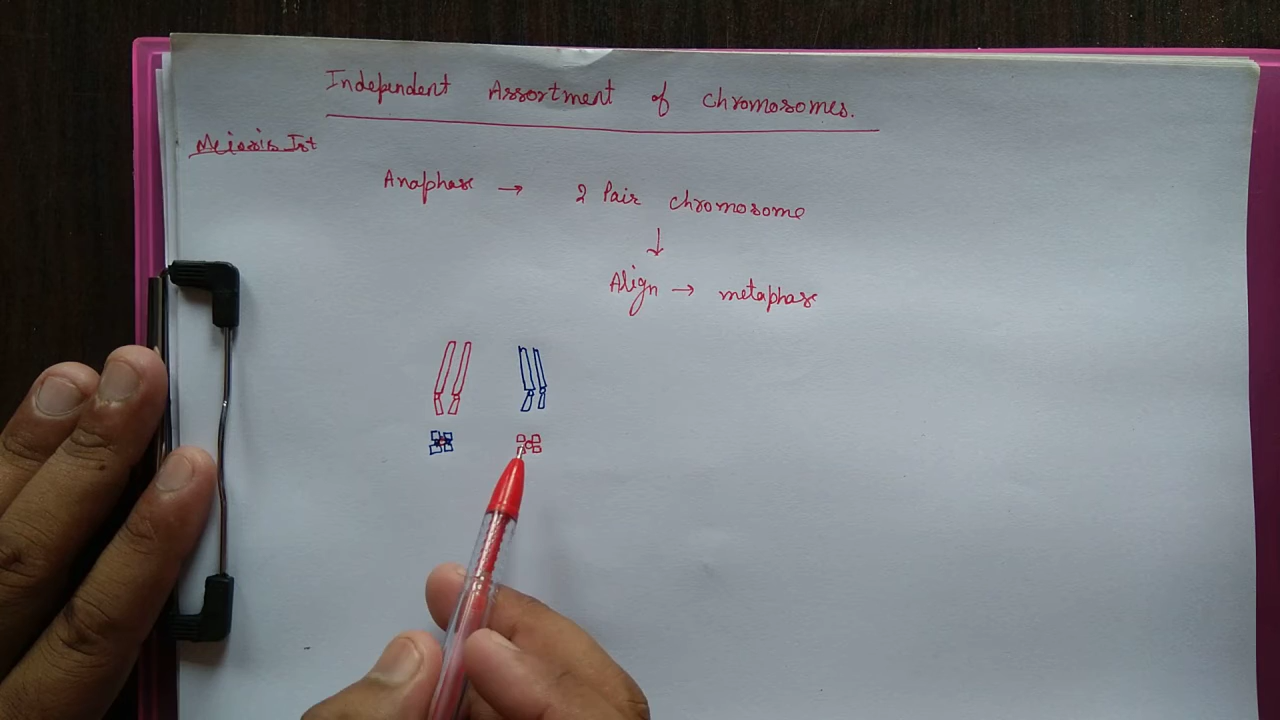 Independent Assortment of chromosomes.
Meiosis Ist
Anaphase → 2 Pair chromosome
↓
Align → metaphase